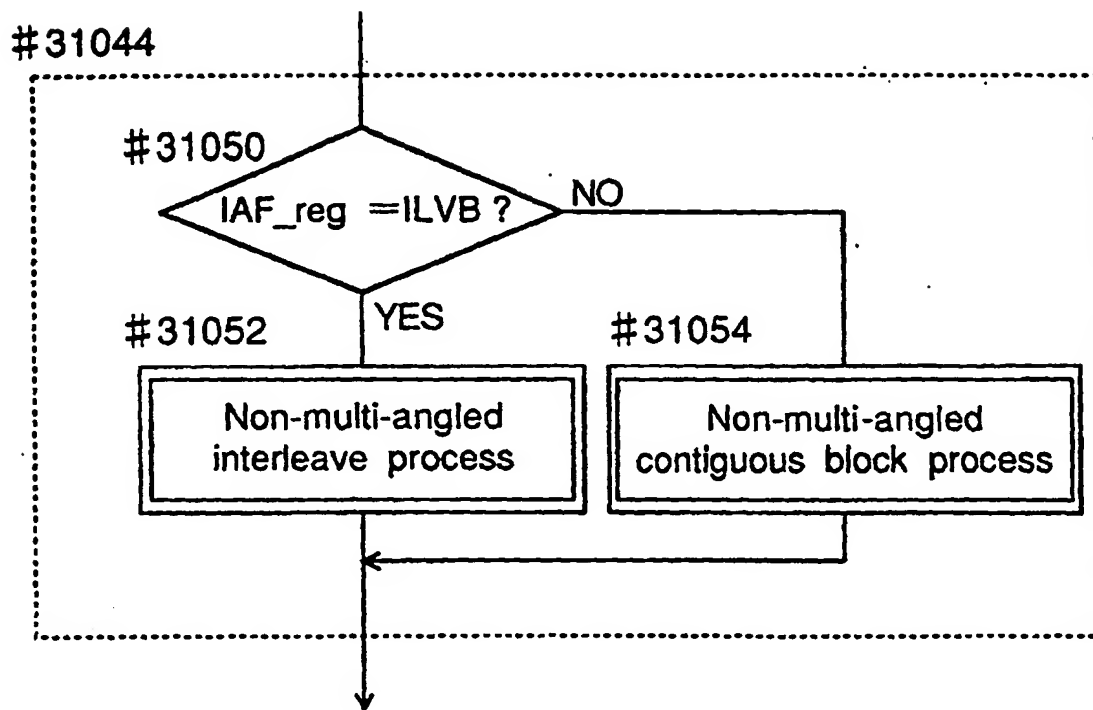 #31044
#31050
IAF_reg =ILVB ?
NO
YES
#31052
#31054
Non-multi-angled
interleave process
Non-multi-angled
contiguous block process